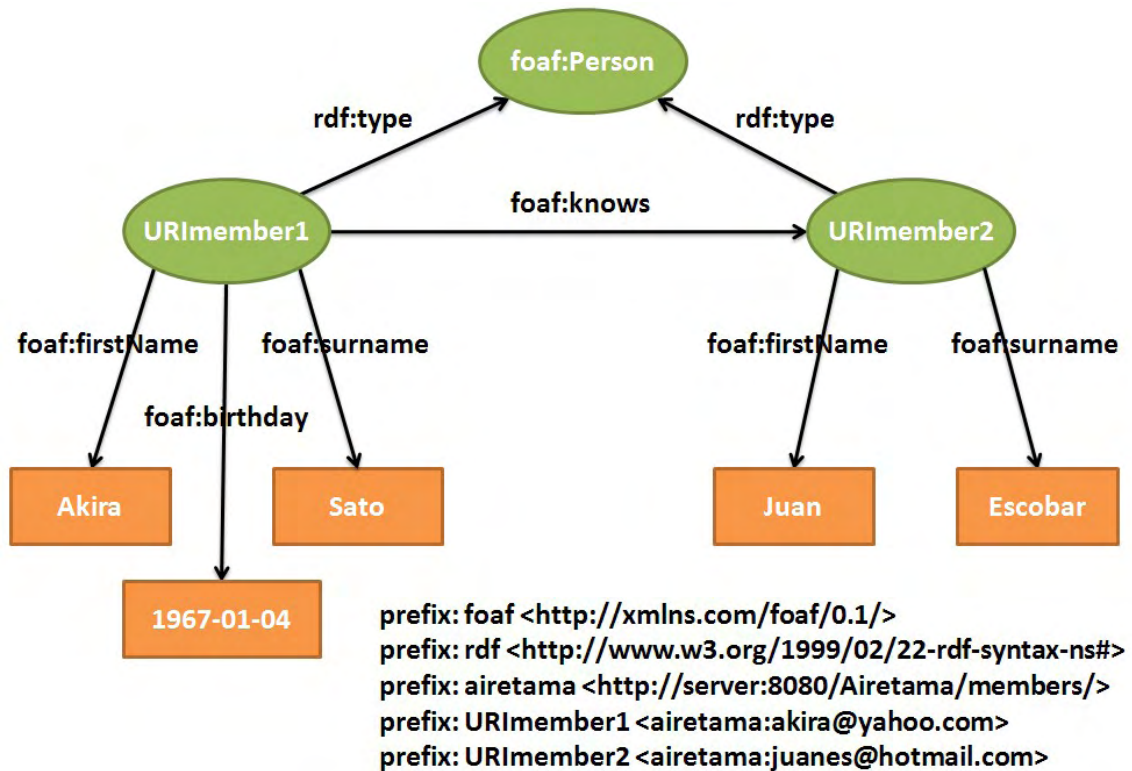 foaf:Person
rdf:type rdf:type
foaf:knows
URImember1 URImember2
foaf:firstName foaf:surname foaf:firstName foaf:surname
foaf:birthday
Akira Sato Juan Escobar
1967-01-04
prefix: foaf <http://xmlns.com/foaf/0.1/>
prefix: rdf <http://www.w3.org/1999/02/22-rdf-syntax-ns#>
prefix: airetama <http://server:8080/Airetama/members/>
prefix: URImember1 <airetama:akira@yahoo.com>
prefix: URImember2 <airetama:juanes@hotmail.com>